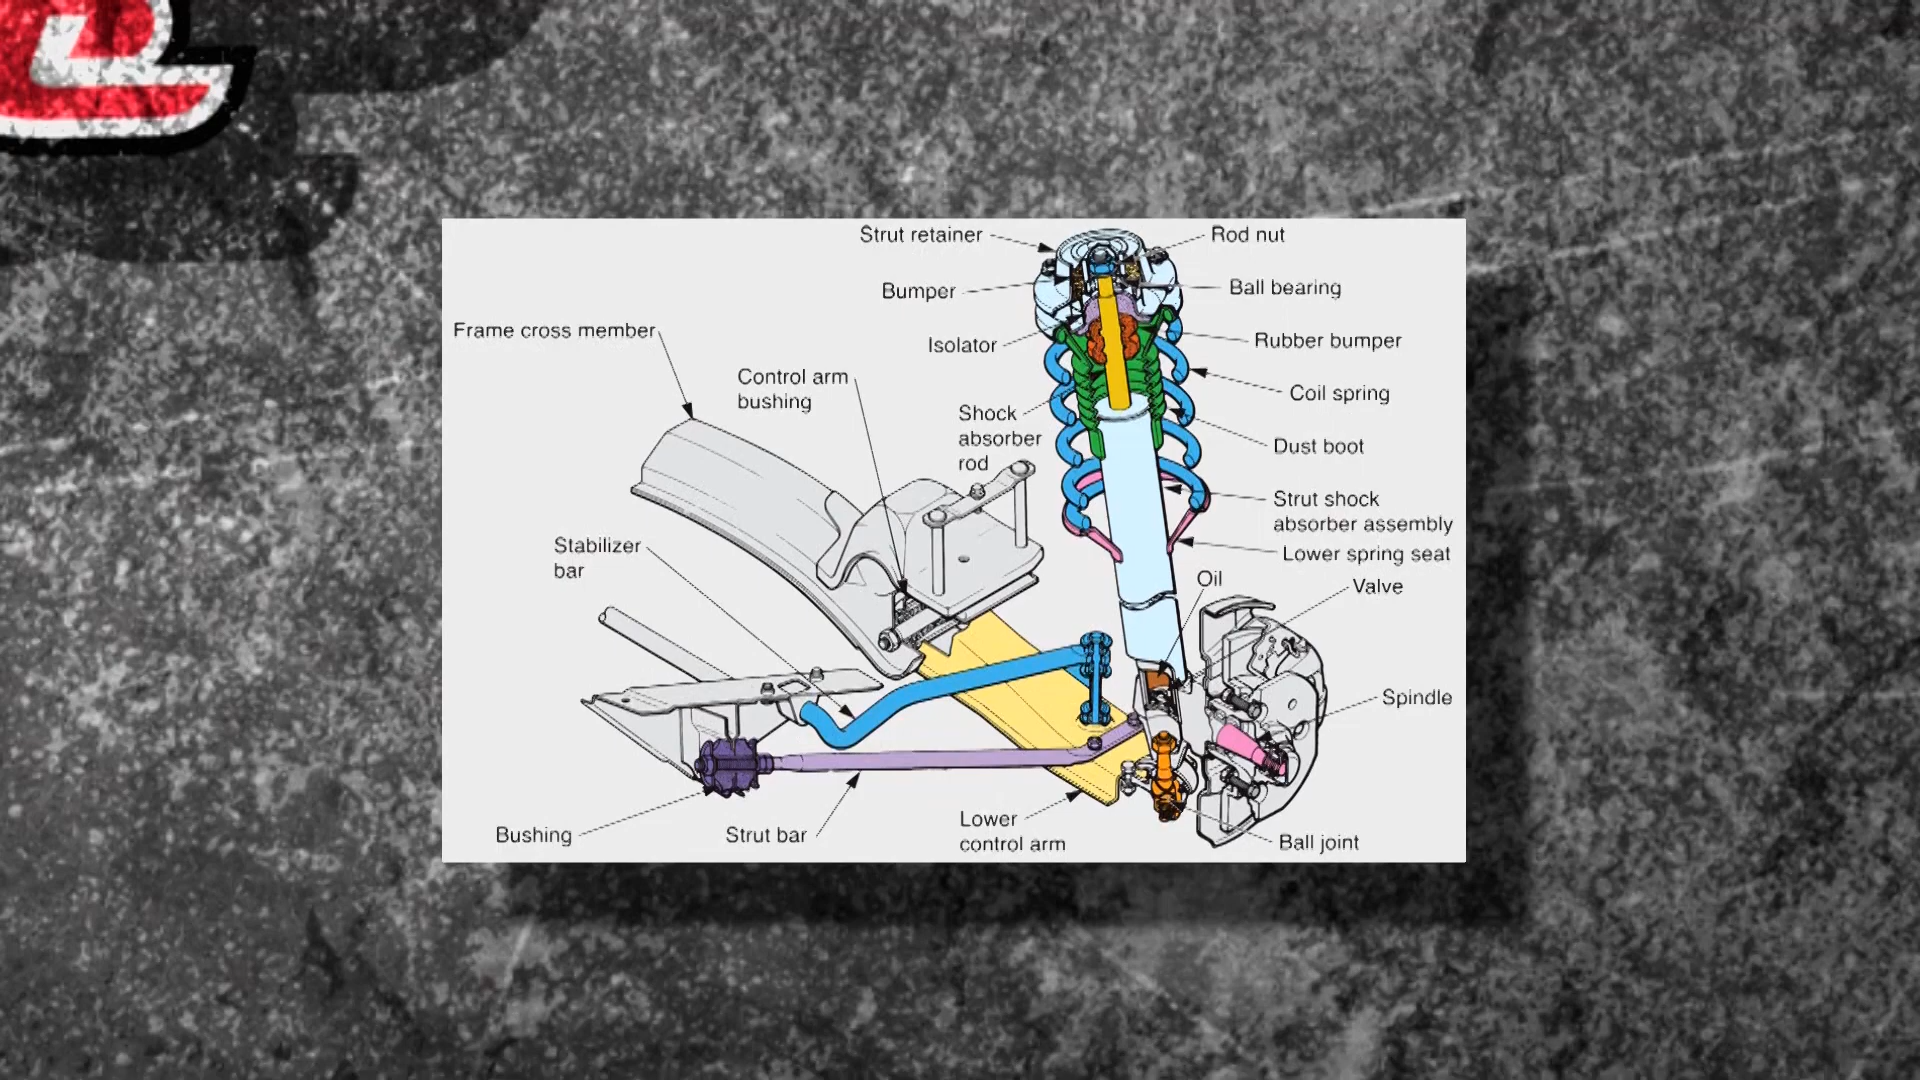 Strut retainer
Rod nut
Bumper
Ball bearing
Frame cross member
Isolator
Rubber bumper
Control arm
bushing
Coil spring
Shock
absorber
rod
Dust boot
Strut shock
absorber assembly
Stabilizer
bar
Lower spring seat
Oil
Valve
Spindle
Bushing
Strut bar
Lower
control arm
Ball joint